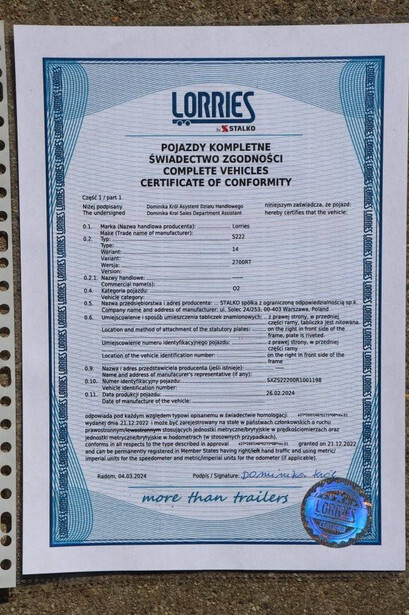 LORRIES
by STALKO
POJAZDY KOMPLETNE
ŚWIADECTWO ZGODNOŚCI
COMPLETE VEHICLES
CERTIFICATE OF CONFORMITY
Część 1 / part 1
Niżej podpisany Dominika Król Asystent Działu Handlowego niniejszym zaświadcza, że pojazd:
The undersigned Dominika Krol Sales Department Assistant hereby certifies that the vehicle:
0.1. Marka (Nazwa handlowa producenta): Lorries
Make (Trade name of manufacturer):
0.2. Typ: S222
Type:
Wariant: 14
Variant:
Wersja: 2700RT
Version:
0.2.1. Nazwy handlowe: ----
Commercial name(s):
0.4. Kategoria pojazdu: O2
Vehicle category:
0.5. Nazwa przedsiębiorstwa i adres producenta: .. STALKO spółka z ograniczoną odpowiedzialnością sp.k.
Company name and address of manufacturer: ul. Solec 24/253, 00-403 Warszawa, Poland
0.6. Umiejscowienie i sposób umieszczenia tabliczek znamionowych: - z prawej strony, w przedniej
części ramy, tabliczka jest nitowana.
Location and method of attachment of the statutory plates: on the right in front side of the
frame, plate is riveted.
Umiejscowienie numeru identyfikacyjnego pojazdu: - z prawej strony, w przedniej
części ramy
Location of the vehicle identification number: on the right in front side of the
frame
0.9. Nazwa i adres przedstawiciela producenta (jeśli istnieje):
Name and address of manufacturer's representative (if any):
0.10. Numer identyfikacyjny pojazdu: SXZS22200R1001198
Vehicle identification number:
0.11. Data produkcji pojazdu: 26.02.2024
Date of manufacture of the vehicle:
odpowiada pod każdym względem typowi opisanemu w świadectwie homologacji
wydanej dnia 21.12.2022 i może być zarejestrowany na stałe w państwach członkowskich o ruchu
prawostronnym/lewostronnym stosujących jednostki metryczne/brytyjskie w prędkościomierzach oraz
jednostki metryczne/brytyjskie w hodometrach (w stosownych przypadkach).
conforms in all respects to the type described in approval granted on 21.12.2022
and can be permanently registered in Member States having right/left hand traffic and using metric/
imperial units for the speedometer and metric/imperial units for the odometer (if applicable).
Radom, 04.03.2024 Podpis / Signature: Dominika Król
more than trailers
LORRIES